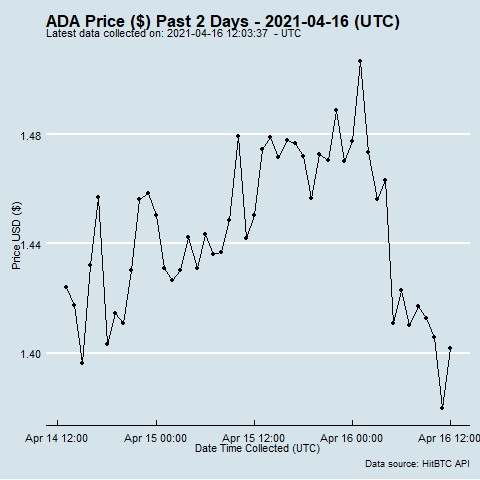 ADA Price ($) Past 2 Days - 2021-04-16 (UTC)
Latest data collected on: 2021-04-16 12:03:37 - UTC
1.48
1.44
1.40
Price USD ($)
Apr 14 12:00 Apr 15 00:00 Apr 15 12:00 Apr 16 00:00 Apr 16 12:00
Date Time Collected (UTC)
Data source: HitBTC API